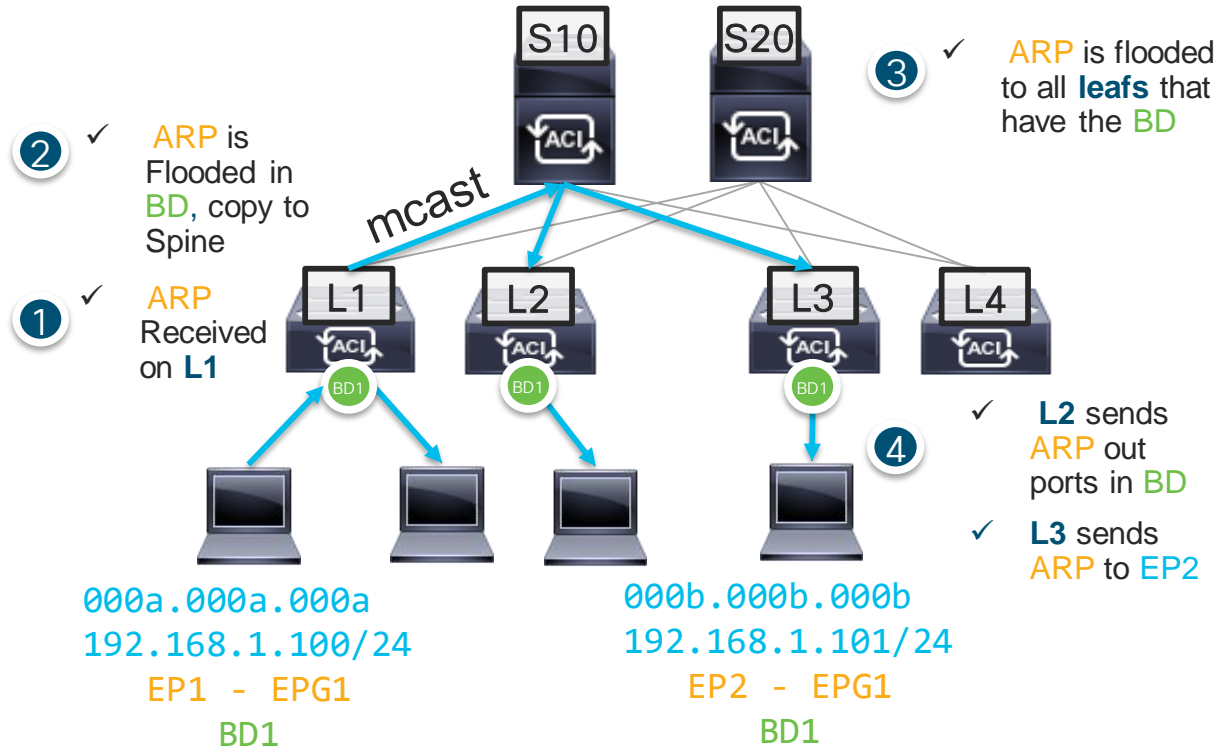 S10
S20
ACI
ACI
3
✓ ARP is flooded
to all leafs that
have the BD
2
✓ ARP is
Flooded in
BD, copy to
Spine
mcast
1
✓ ARP
Received
on L1
L1
L2
L3
L4
ACI
ACI
ACI
ACI
BD1
BD1
BD1
4
✓ L2 sends
ARP out
ports in BD
✓ L3 sends
ARP to EP2
000a.000a.000a
192.168.1.100/24
EP1 - EPG1
BD1
000b.000b.000b
192.168.1.101/24
EP2 - EPG1
BD1